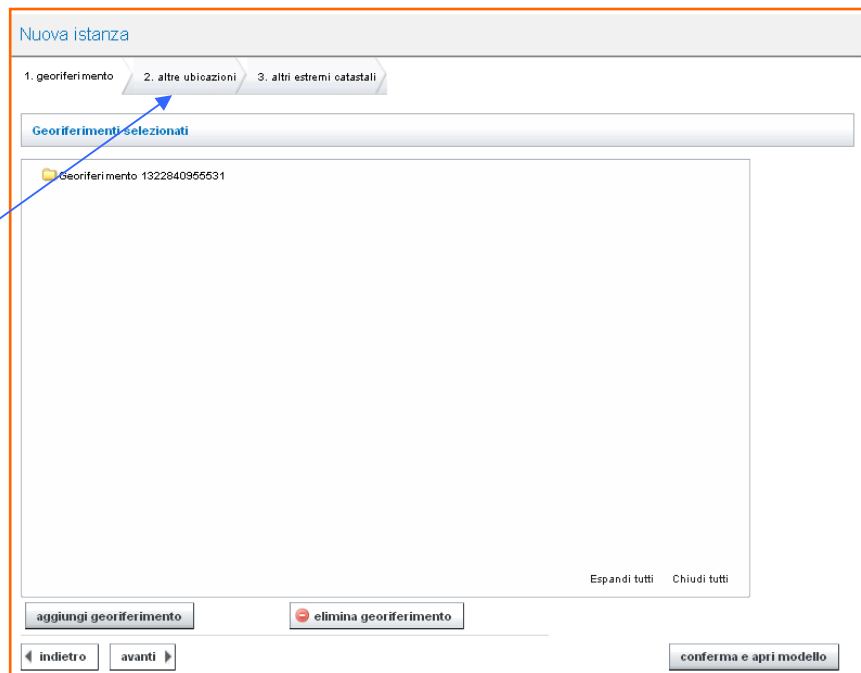 Nuova istanza
1. georiferimento 2. altre ubicazioni 3. altri estremi catastali
Georiferimenti selezionati
Georiferimento 1322840955531
Espandi tutti Chiudi tutti
aggiungi georiferimento elimina georiferimento
indietro avanti conferma e apri modello